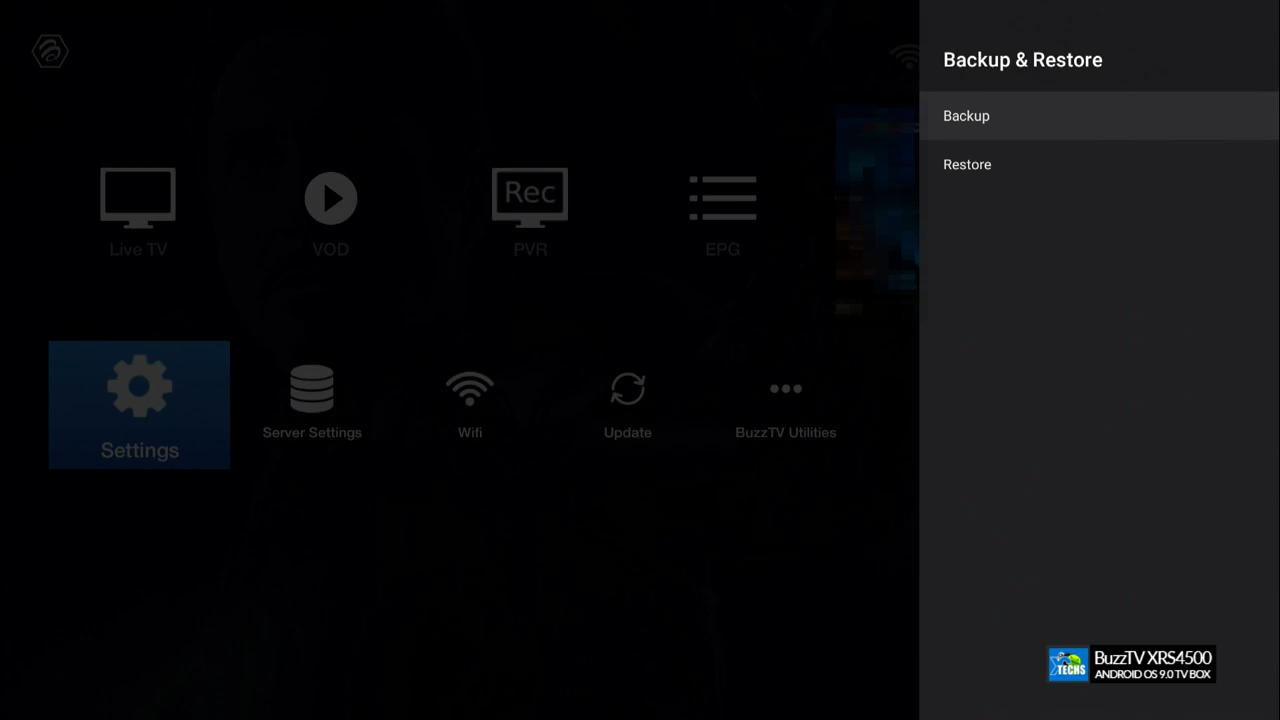 Backup & Restore
Backup
Restore
Rec
Live TV
VOD
PVR
EPG
Settings
Server Settings
Wifi
Update
BuzzTV Utilities
TECHS
BuzzTV XRS4500
ANDROID OS 9.0 TV BOX